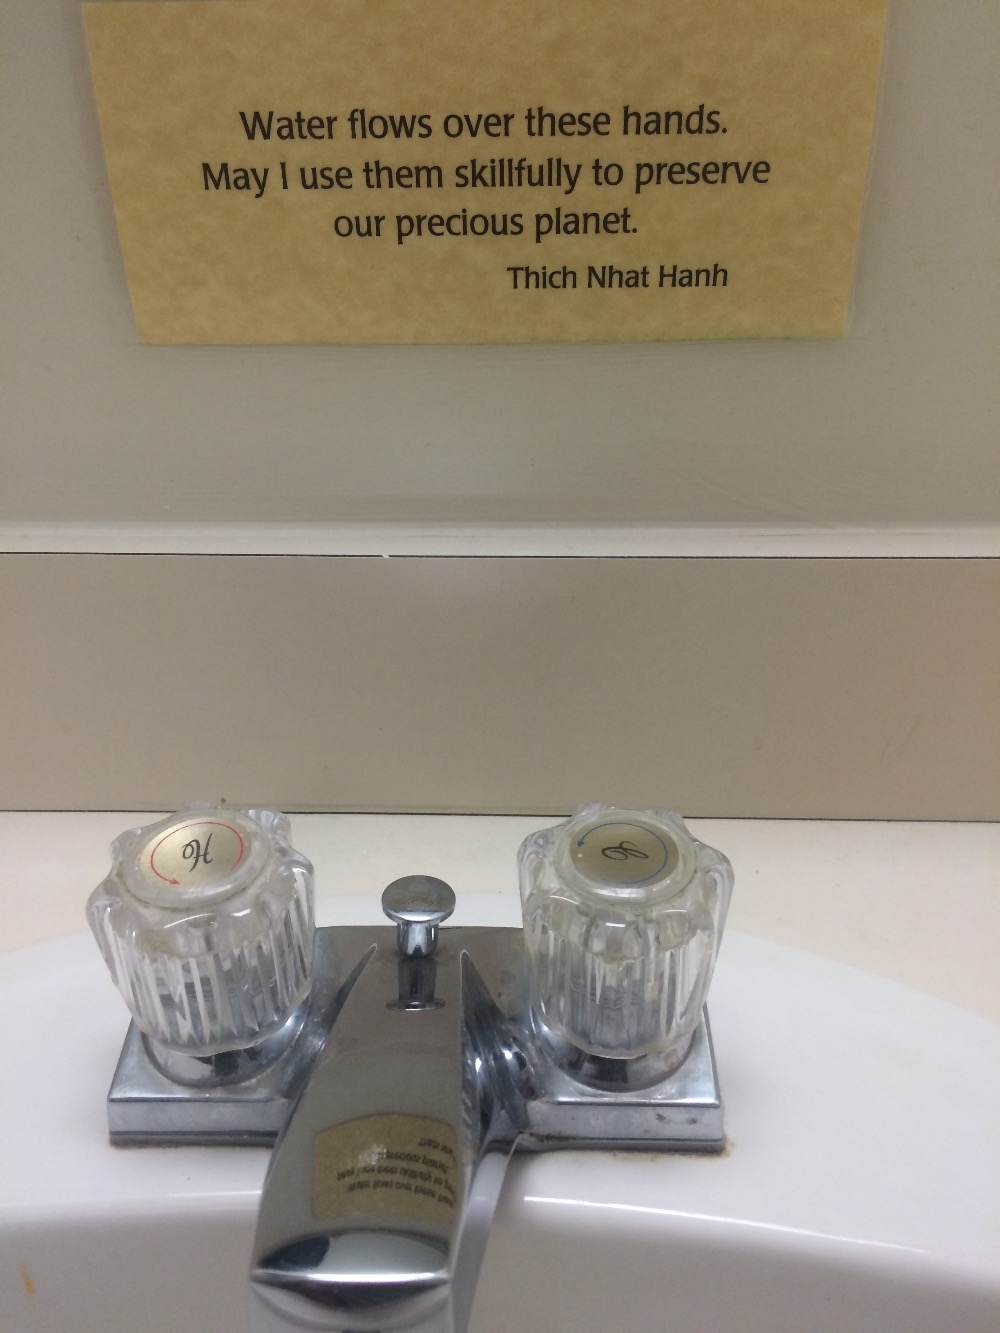 Water flows over these hands.
May I use them skillfully to preserve
our precious planet.
Thich Nhat Hanh